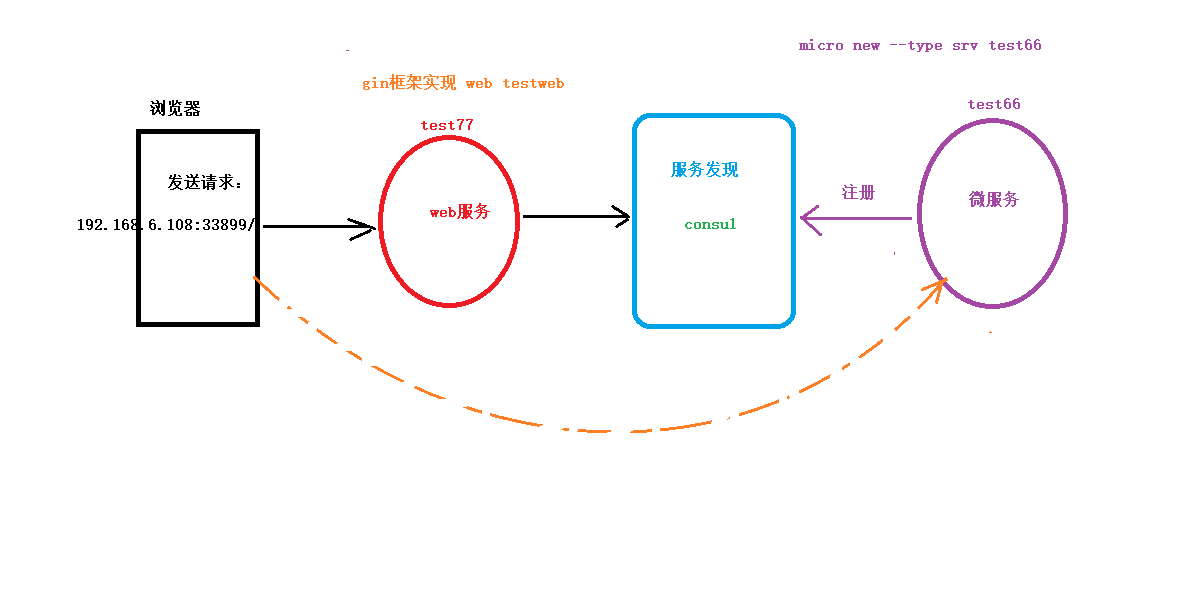 micro new --type srv test66
gin框架实现 web testweb
浏览器
test77
test66
发送请求:
web服务
服务发现
注册
微服务
192.168.6.108:33899/
consul